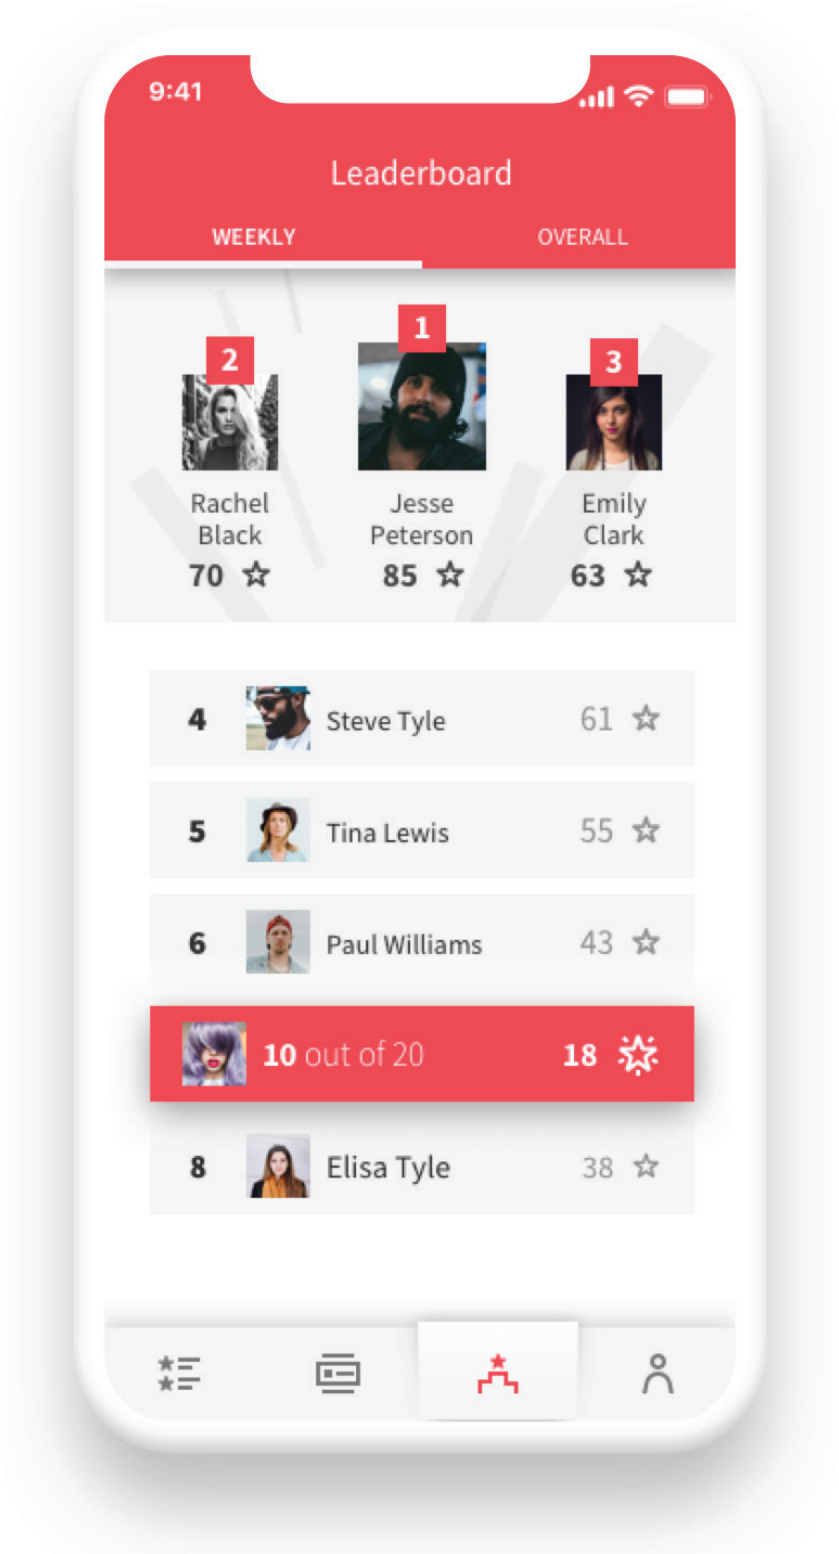 9:41
Leaderboard
WEEKLY OVERALL
1
2
3
Rachel Black
70
Jesse Peterson
85
Emily Clark
63
4 Steve Tyle 61
5 Tina Lewis 55
6 Paul Williams 43
10 out of 20 18
8 Elisa Tyle 38